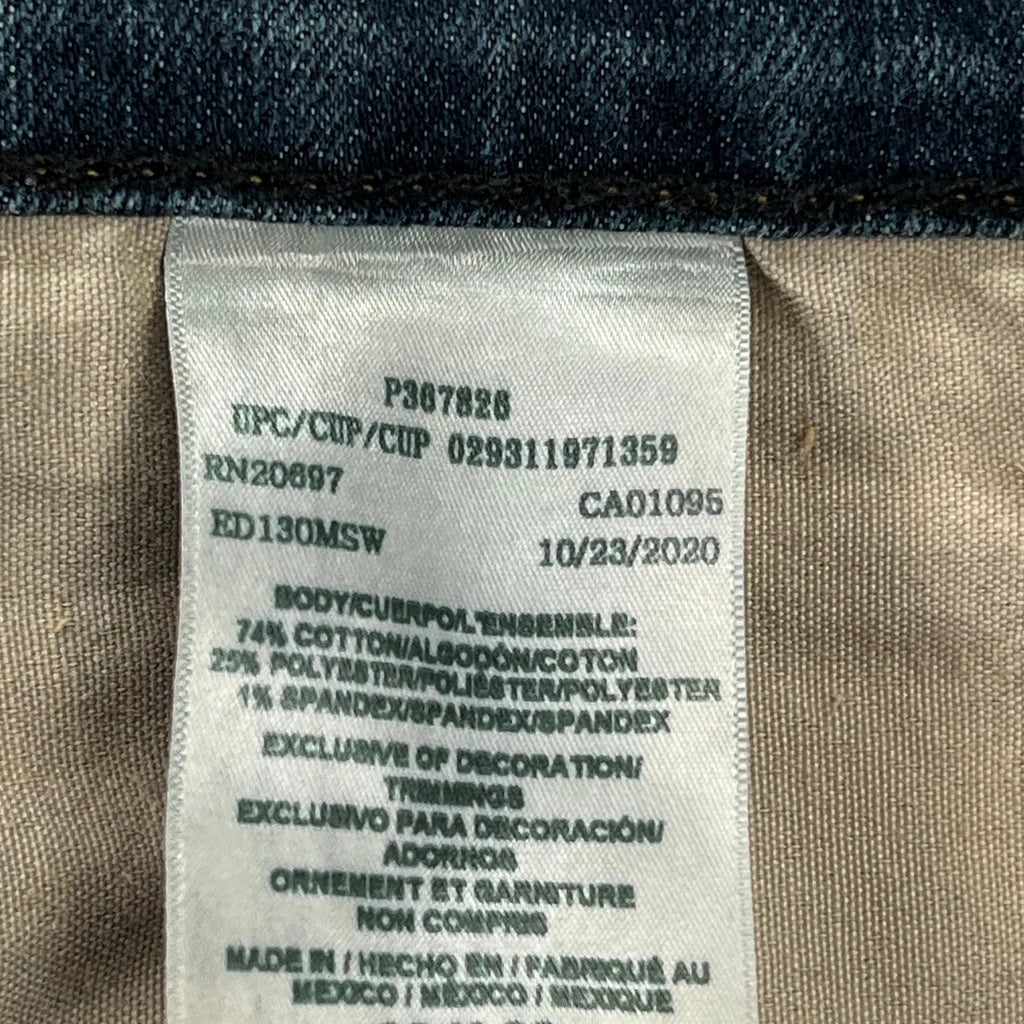 P367826
UPC/CUP/CUP 029311971359
RN20697
CA01095
ED130MSW
10/23/2020
BODY/CUERPO/L'ENSEMBLE:
74% COTTON/ALGODÓN/COTON
25% POLYESTER/POLIÉSTER/POLYESTER
1% SPANDEX/SPANDEX/SPANDEX
EXCLUSIVE OF DECORATION/
TRIMMINGS
EXCLUSIVO PARA DECORACIÓN/
ADORNOS
ORNEMENT ET GARNITURE
NON COMPRIS
MADE IN / HECHO EN / FABRIQUÉ AU
MEXICO / MÉXICO / MEXIQUE